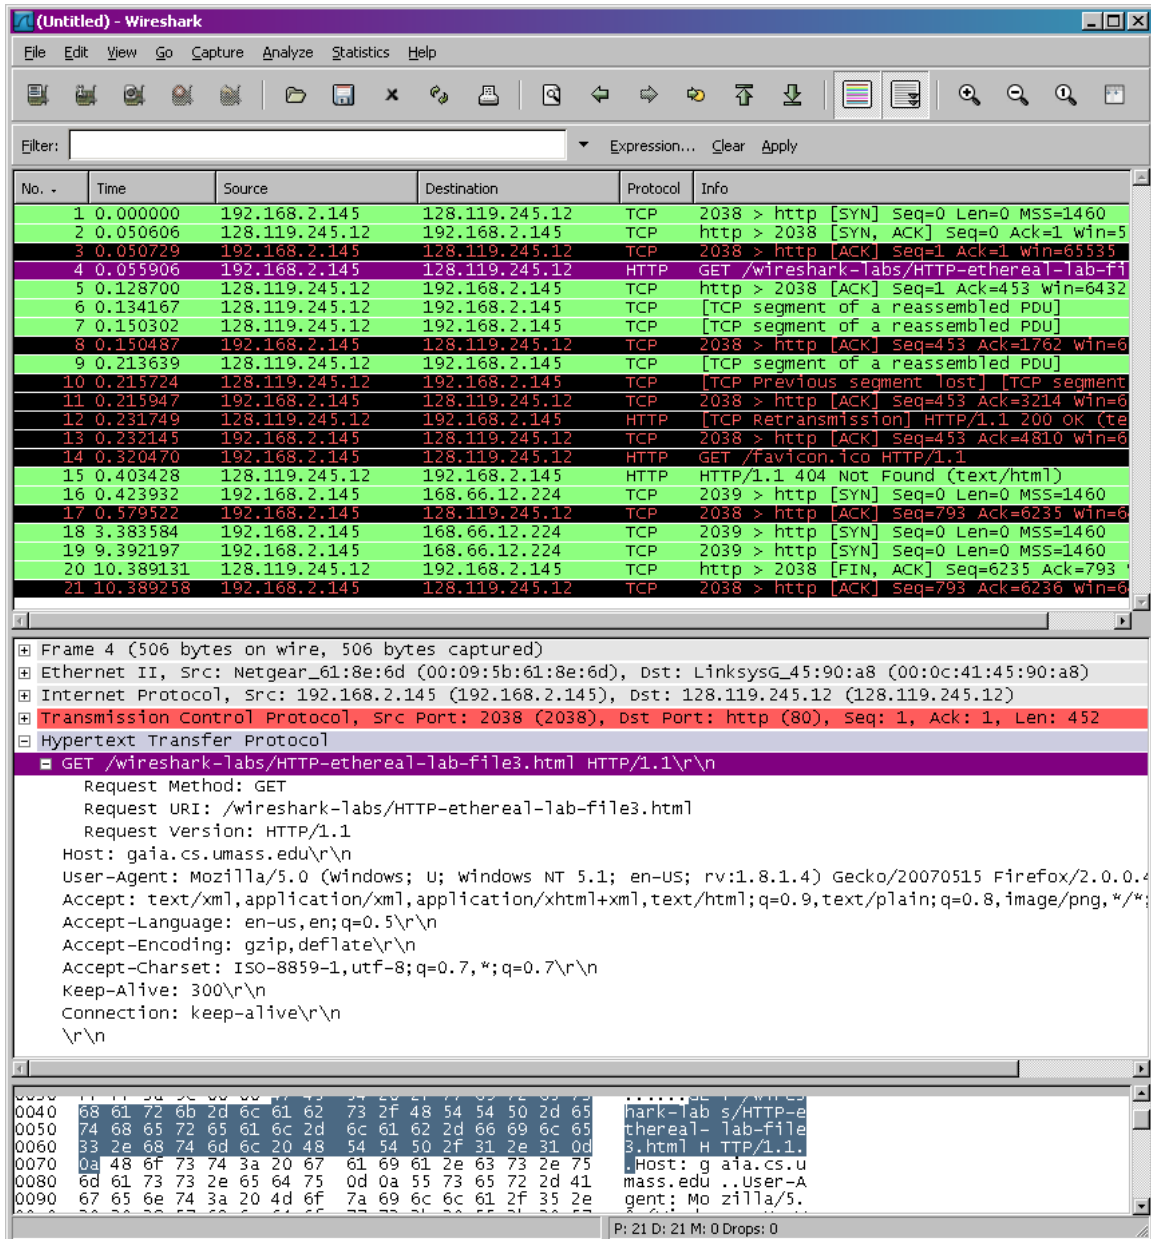 (Untitled) - Wireshark
File Edit View Go Capture Analyze Statistics Help
Filter: Expression... Clear Apply
No. Time Source Destination Protocol Info
1 0.000000 192.168.2.145 128.119.245.12 TCP 2038 > http [SYN] Seq=0 Len=0 MSS=1460
2 0.050606 128.119.245.12 192.168.2.145 TCP http > 2038 [SYN, ACK] Seq=0 Ack=1 Win=5
3 0.050729 192.168.2.145 128.119.245.12 TCP 2038 > http [ACK] Seq=1 Ack=1 Win=65535
4 0.055906 192.168.2.145 128.119.245.12 HTTP GET /wireshark-labs/HTTP-ethereal-lab-fi
5 0.128700 128.119.245.12 192.168.2.145 TCP http > 2038 [ACK] Seq=1 Ack=453 Win=6432
6 0.134167 128.119.245.12 192.168.2.145 TCP [TCP segment of a reassembled PDU]
7 0.150302 128.119.245.12 192.168.2.145 TCP [TCP segment of a reassembled PDU]
8 0.150487 192.168.2.145 128.119.245.12 TCP 2038 > http [ACK] Seq=453 Ack=1762 Win=6
9 0.213639 128.119.245.12 192.168.2.145 TCP [TCP segment of a reassembled PDU]
10 0.215724 128.119.245.12 192.168.2.145 TCP [TCP Previous segment lost] [TCP segment
11 0.215947 192.168.2.145 128.119.245.12 TCP 2038 > http [ACK] Seq=453 Ack=3214 Win=6
12 0.231749 128.119.245.12 192.168.2.145 HTTP [TCP Retransmission] HTTP/1.1 200 OK (te
13 0.232145 192.168.2.145 128.119.245.12 TCP 2038 > http [ACK] Seq=453 Ack=4810 Win=6
14 0.320470 192.168.2.145 128.119.245.12 HTTP GET /favicon.ico HTTP/1.1
15 0.403428 128.119.245.12 192.168.2.145 HTTP HTTP/1.1 404 Not Found (text/html)
16 0.423932 192.168.2.145 168.66.12.224 TCP 2039 > http [SYN] Seq=0 Len=0 MSS=1460
17 0.579522 192.168.2.145 128.119.245.12 TCP 2038 > http [ACK] Seq=793 Ack=6235 Win=6
18 3.383584 192.168.2.145 168.66.12.224 TCP 2039 > http [SYN] Seq=0 Len=0 MSS=1460
19 9.392197 192.168.2.145 168.66.12.224 TCP 2039 > http [SYN] Seq=0 Len=0 MSS=1460
20 10.389131 128.119.245.12 192.168.2.145 TCP http > 2038 [FIN, ACK] Seq=6235 Ack=793
21 10.389258 192.168.2.145 128.119.245.12 TCP 2038 > http [ACK] Seq=793 Ack=6236 Win=6
Frame 4 (506 bytes on wire, 506 bytes captured)
Ethernet II, Src: Netgear_61:8e:6d (00:09:5b:61:8e:6d), Dst: LinksysG_45:90:a8 (00:0c:41:45:90:a8)
Internet Protocol, Src: 192.168.2.145 (192.168.2.145), Dst: 128.119.245.12 (128.119.245.12)
Transmission Control Protocol, Src Port: 2038 (2038), Dst Port: http (80), Seq: 1, Ack: 1, Len: 452
Hypertext Transfer Protocol
GET /wireshark-labs/HTTP-ethereal-lab-file3.html HTTP/1.1\r\n
Request Method: GET
Request URI: /wireshark-labs/HTTP-ethereal-lab-file3.html
Request Version: HTTP/1.1
Host: gaia.cs.umass.edu\r\n
User-Agent: Mozilla/5.0 (Windows; U; Windows NT 5.1; en-US; rv:1.8.1.4) Gecko/20070515 Firefox/2.0.0.4
Accept: text/xml,application/xml,application/xhtml+xml,text/html;q=0.9,text/plain;q=0.8,image/png,*/*;
Accept-Language: en-us,en;q=0.5\r\n
Accept-Encoding: gzip,deflate\r\n
Accept-Charset: ISO-8859-1,utf-8;q=0.7,*;q=0.7\r\n
Keep-Alive: 300\r\n
Connection: keep-alive\r\n
\r\n
0040 68 61 72 6b 2d 6c 61 62 73 2f 48 54 54 50 2d 65 hark-lab s/HTTP-e
0050 74 68 65 72 65 61 6c 2d 6c 61 62 2d 66 69 6c 65 thereal- lab-file
0060 33 2e 68 74 6d 6c 20 48 54 54 50 2f 31 2e 31 0d 3.html H TTP/1.1.
0070 0a 48 6f 73 74 3a 20 67 61 69 61 2e 63 73 2e 75 .Host: g aia.cs.u
0080 6d 61 73 73 2e 65 64 75 0d 0a 55 73 65 72 2d 41 mass.edu ..User-A
0090 67 65 6e 74 3a 20 4d 6f 7a 69 6c 6c 61 2f 35 2e gent: Mo zilla/5.
P: 21 D: 21 M: 0 Drops: 0